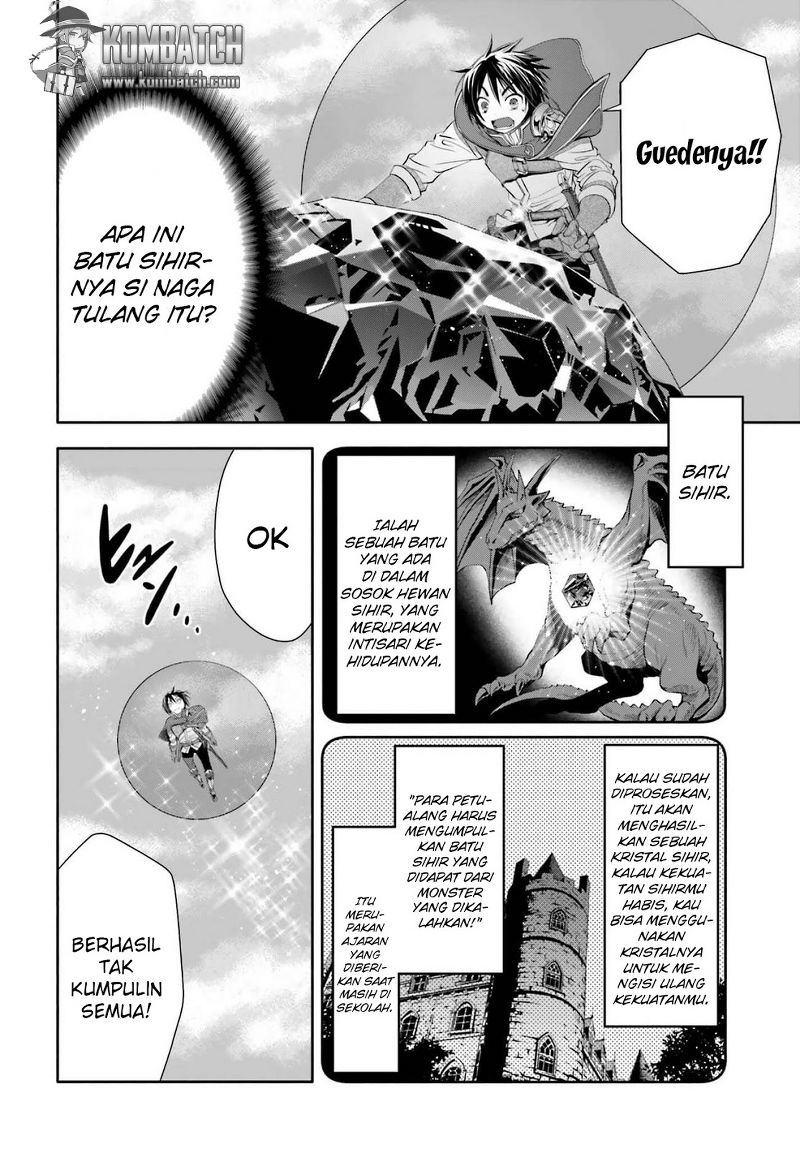 KOMBATCH
www.kombatch.com
Guedenya!!
APA INI
BATU SIHIR-
NYA SI NAGA
TULANG ITU?
BATU
SIHIR.
IALAH
SEBUAH BATU
YANG ADA
DI DALAM
SOSOK HEWAN
SIHIR, YANG
MERUPAKAN
INTISARI KE-
HIDUPANNYA.
KALAU SUDAH
DIPROSESKAN,
ITU AKAN
MENGHASIL-
KAN SEBUAH
KRISTAL SIHIR,
KALAU KEKUA-
TAN SIHIRMU
HABIS, KAU
BISA MENGGU-
NAKAN
KRISTALNYA
UNTUK ME-
NGISI ULANG
KEKUATANMU.
"PARA PETU-
ALANG HARUS
MENGUMPUL-
KAN BATU
SIHIR YANG
DIDAPAT DARI
MONSTER
YANG DIKA-
LAHKAN!"
ITU
MERU-
PAKAN
AJARAN
YANG
DIBERI-
KAN SAAT
MASIH DI
SEKOLAH.
OK
ヒュンッ...
BERHASIL
TAK
KUMPULIN
SEMUA!